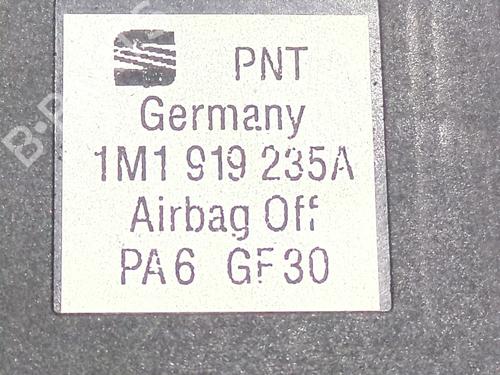 PNT
Germany
1M1 919 235A
Airbag Off
PA6 GF30